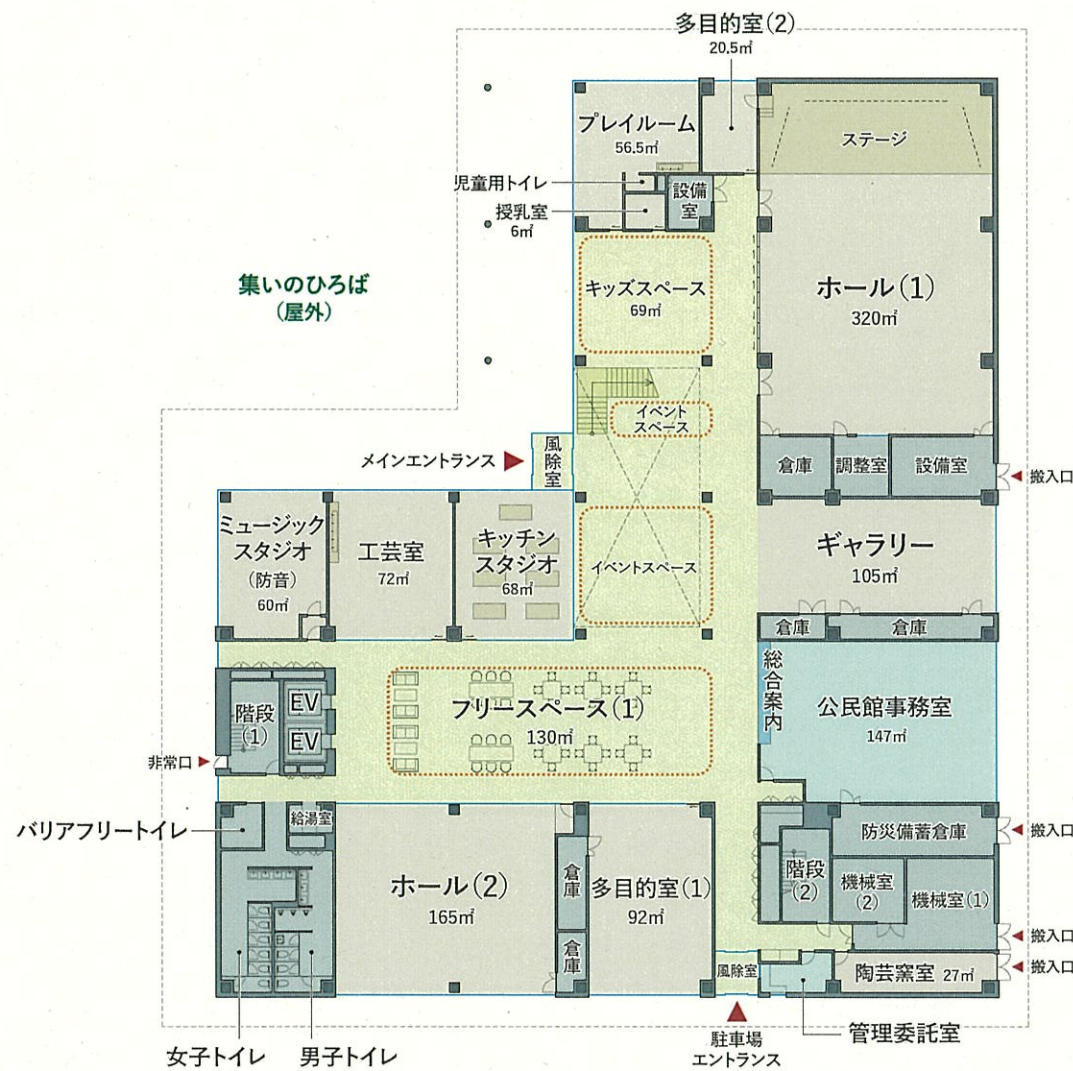 多目的室(2)
20.5㎡
プレイルーム
56.5㎡
ステージ
児童用トイレ
設備
室
授乳室
6㎡
集いのひろば
(屋外)
キッズスペース
69㎡
ホール(1)
320㎡
イベント
スペース
メインエントランス
風
除
室
倉庫
調整室
設備室
搬入口
ミュージック
スタジオ
(防音)
60㎡
工芸室
72㎡
キッチン
スタジオ
68㎡
イベントスペース
ギャラリー
105㎡
倉庫
倉庫
総
合
案
内
公民館事務室
147㎡
階段
(1)
EV
EV
フリースペース(1)
130㎡
非常口
バリアフリートイレ
給湯室
防災備蓄倉庫
搬入口
ホール(2)
165㎡
倉
庫
多目的室(1)
92㎡
階段
(2)
機械室
(2)
機械室(1)
倉
庫
搬入口
風除室
陶芸窯室 27㎡
搬入口
管理委託室
女子トイレ
男子トイレ
駐車場
エントランス